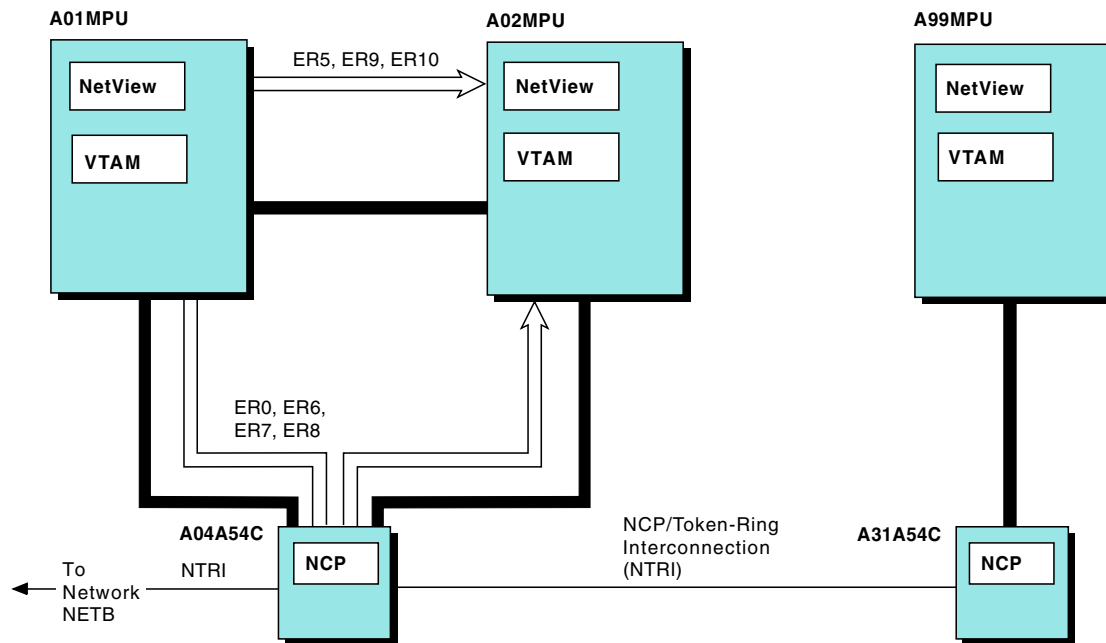 A01MPU
A02MPU
A99MPU
ER5, ER9, ER10
NetView
NetView
NetView
VTAM
VTAM
VTAM
ER0, ER6,
ER7, ER8
A04A54C
NCP/Token-Ring
Interconnection
(NTRI)
A31A54C
NCP
NCP
To
Network
NETB
NTRI